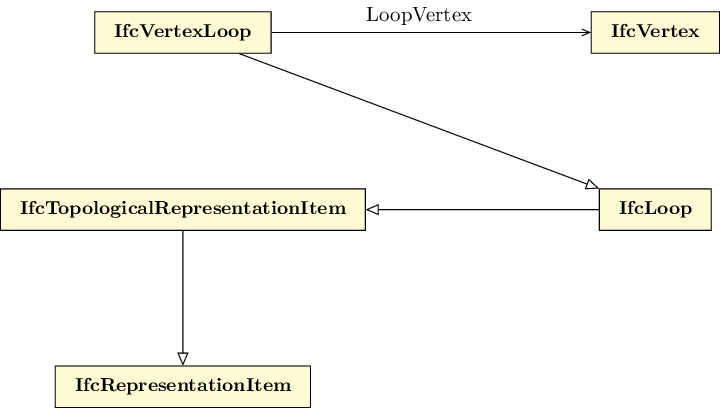 LoopVertex
IfcVertexLoop
IfcVertex
IfcTopologicalRepresentationItem
IfcLoop
IfcRepresentationItem